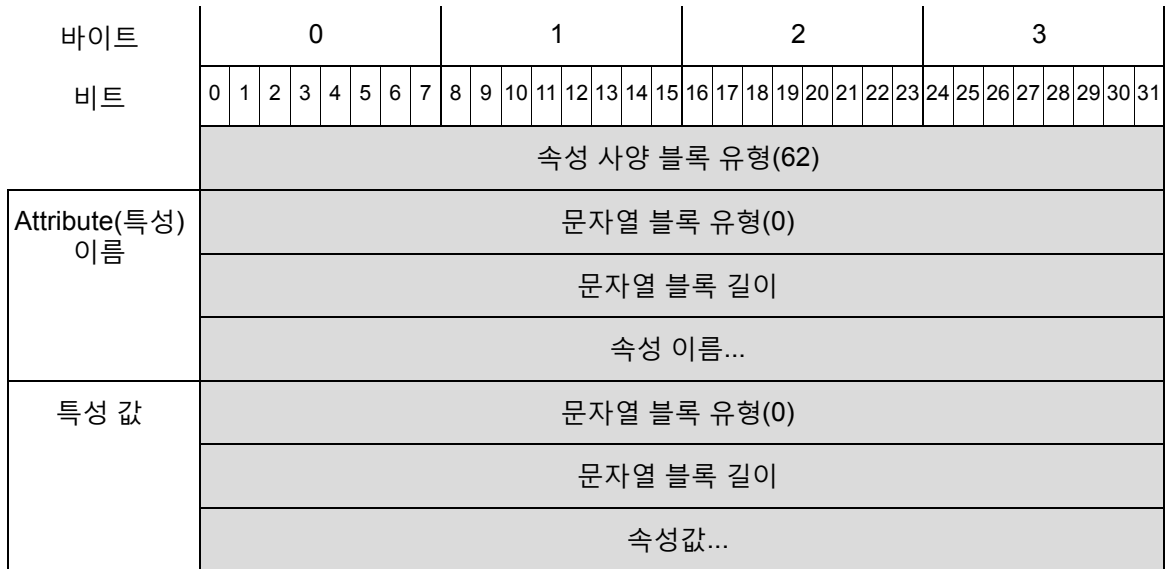 바이트 0 1 2 3
비트 0 1 2 3 4 5 6 7 8 9 10 11 12 13 14 15 16 17 18 19 20 21 22 23 24 25 26 27 28 29 30 31
속성 사양 블록 유형(62)
Attribute(특성)
이름
문자열 블록 유형(0)
문자열 블록 길이
속성 이름...
특성 값
문자열 블록 유형(0)
문자열 블록 길이
속성값...